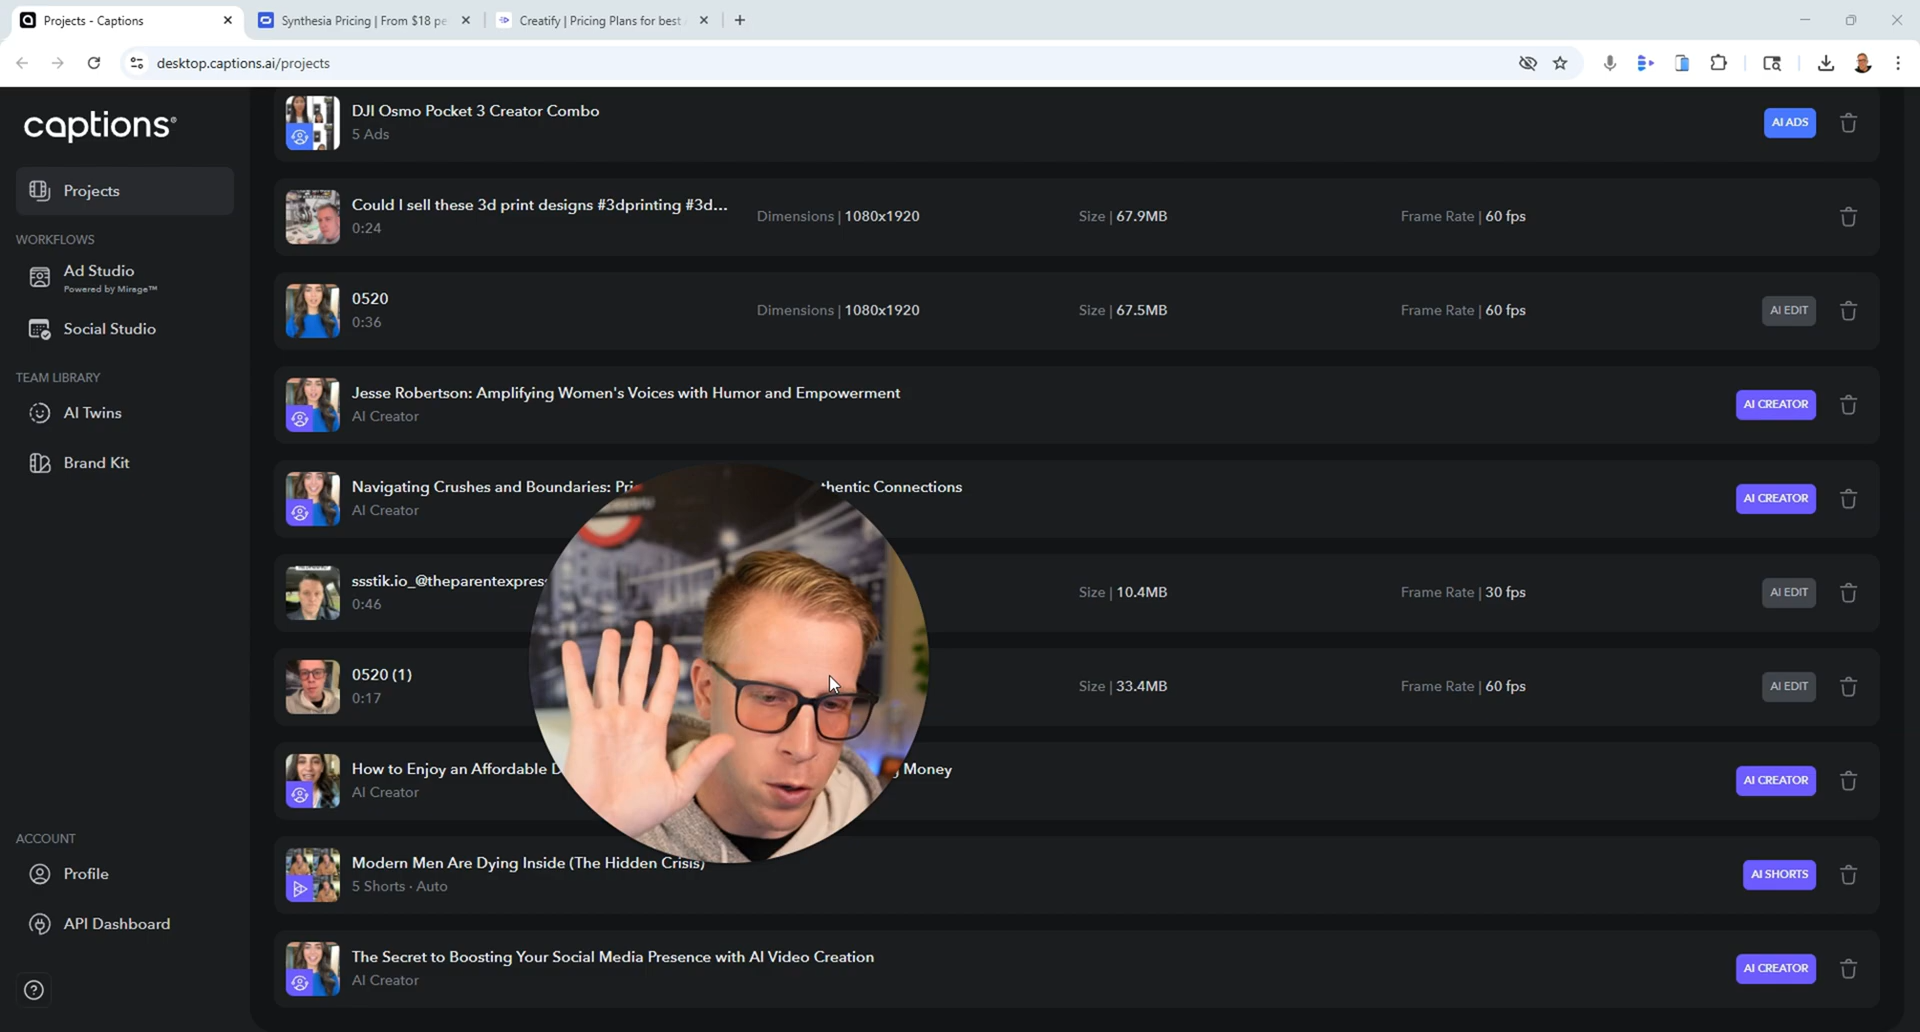 Projects - Captions
Synthesia Pricing | From $18 pe
Creatify | Pricing Plans for best
desktop.captions.ai/projects
captions
Projects
WORKFLOWS
Ad Studio
Powered by Mirage™
Social Studio
TEAM LIBRARY
AI Twins
Brand Kit
ACCOUNT
Profile
API Dashboard
DJI Osmo Pocket 3 Creator Combo
5 Ads
AI ADS
Could I sell these 3d print designs #3dprinting #3d...
0:24
Dimensions | 1080x1920
Size | 67.9MB
Frame Rate | 60 fps
0520
0:36
Dimensions | 1080x1920
Size | 67.5MB
Frame Rate | 60 fps
AI EDIT
Jesse Robertson: Amplifying Women's Voices with Humor and Empowerment
AI Creator
AI CREATOR
Navigating Crushes and Boundaries: Pri
thentic Connections
AI Creator
AI CREATOR
ssstik.io_@theparentexpres
0:46
Size | 10.4MB
Frame Rate | 30 fps
AI EDIT
0520 (1)
0:17
Size | 33.4MB
Frame Rate | 60 fps
AI EDIT
How to Enjoy an Affordable D
Money
AI Creator
AI CREATOR
Modern Men Are Dying Inside (The Hidden Crisis)
5 Shorts · Auto
AI SHORTS
The Secret to Boosting Your Social Media Presence with AI Video Creation
AI Creator
AI CREATOR